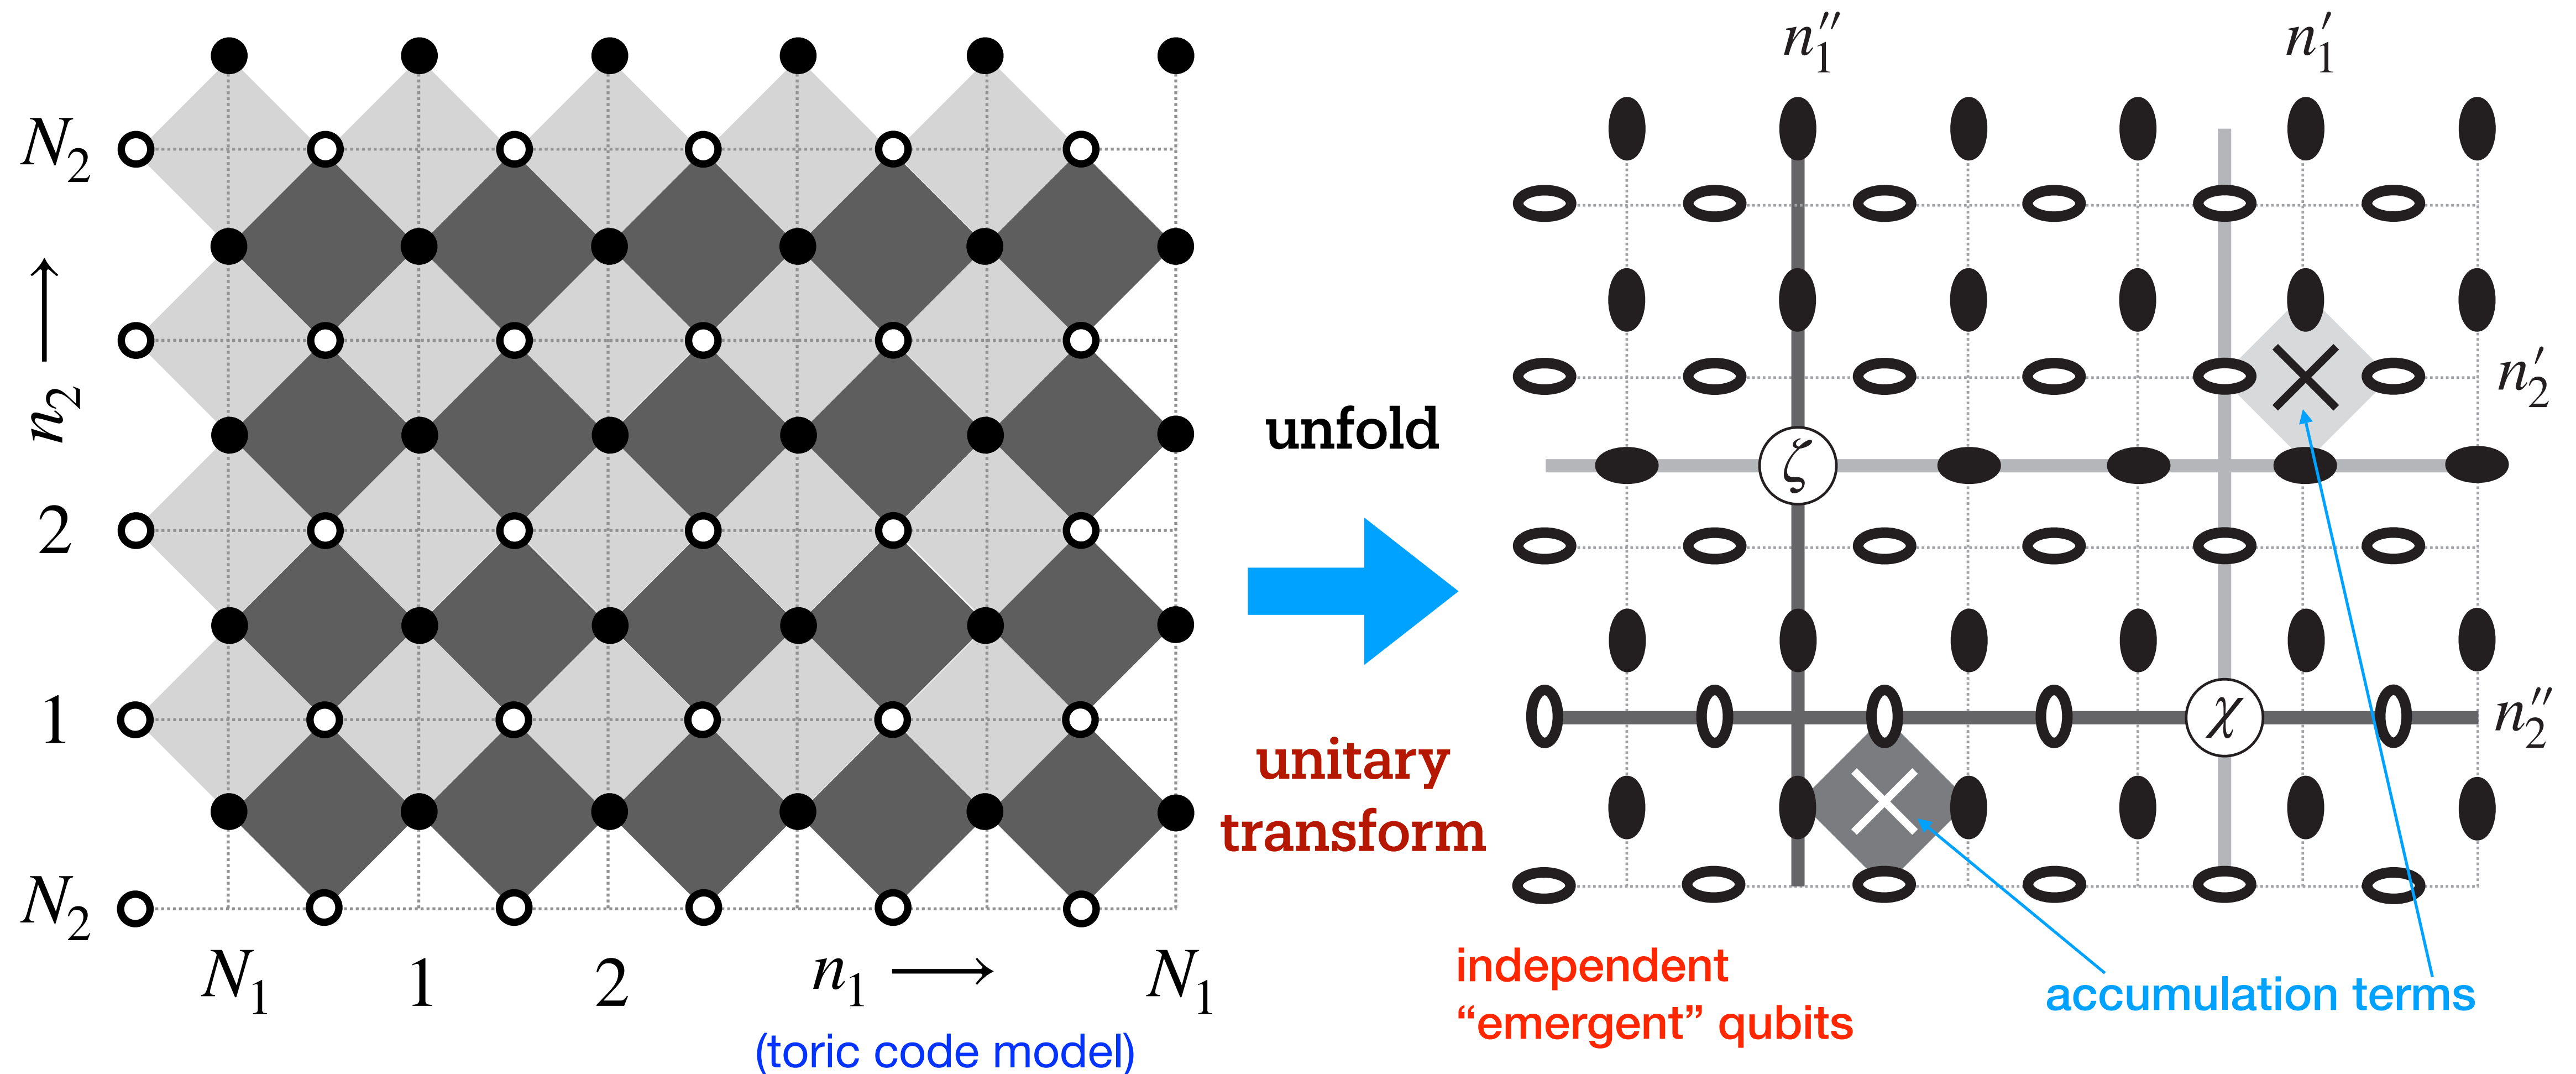 N₂
n₂ ⟶
2
1
N₂
N₁ 1 2 n₁ ⟶ N₁
(toric code model)
unfold
unitary
transform
n₁″ n₁′
n₂′
ζ
χ
n₂″
independent
“emergent” qubits
accumulation terms